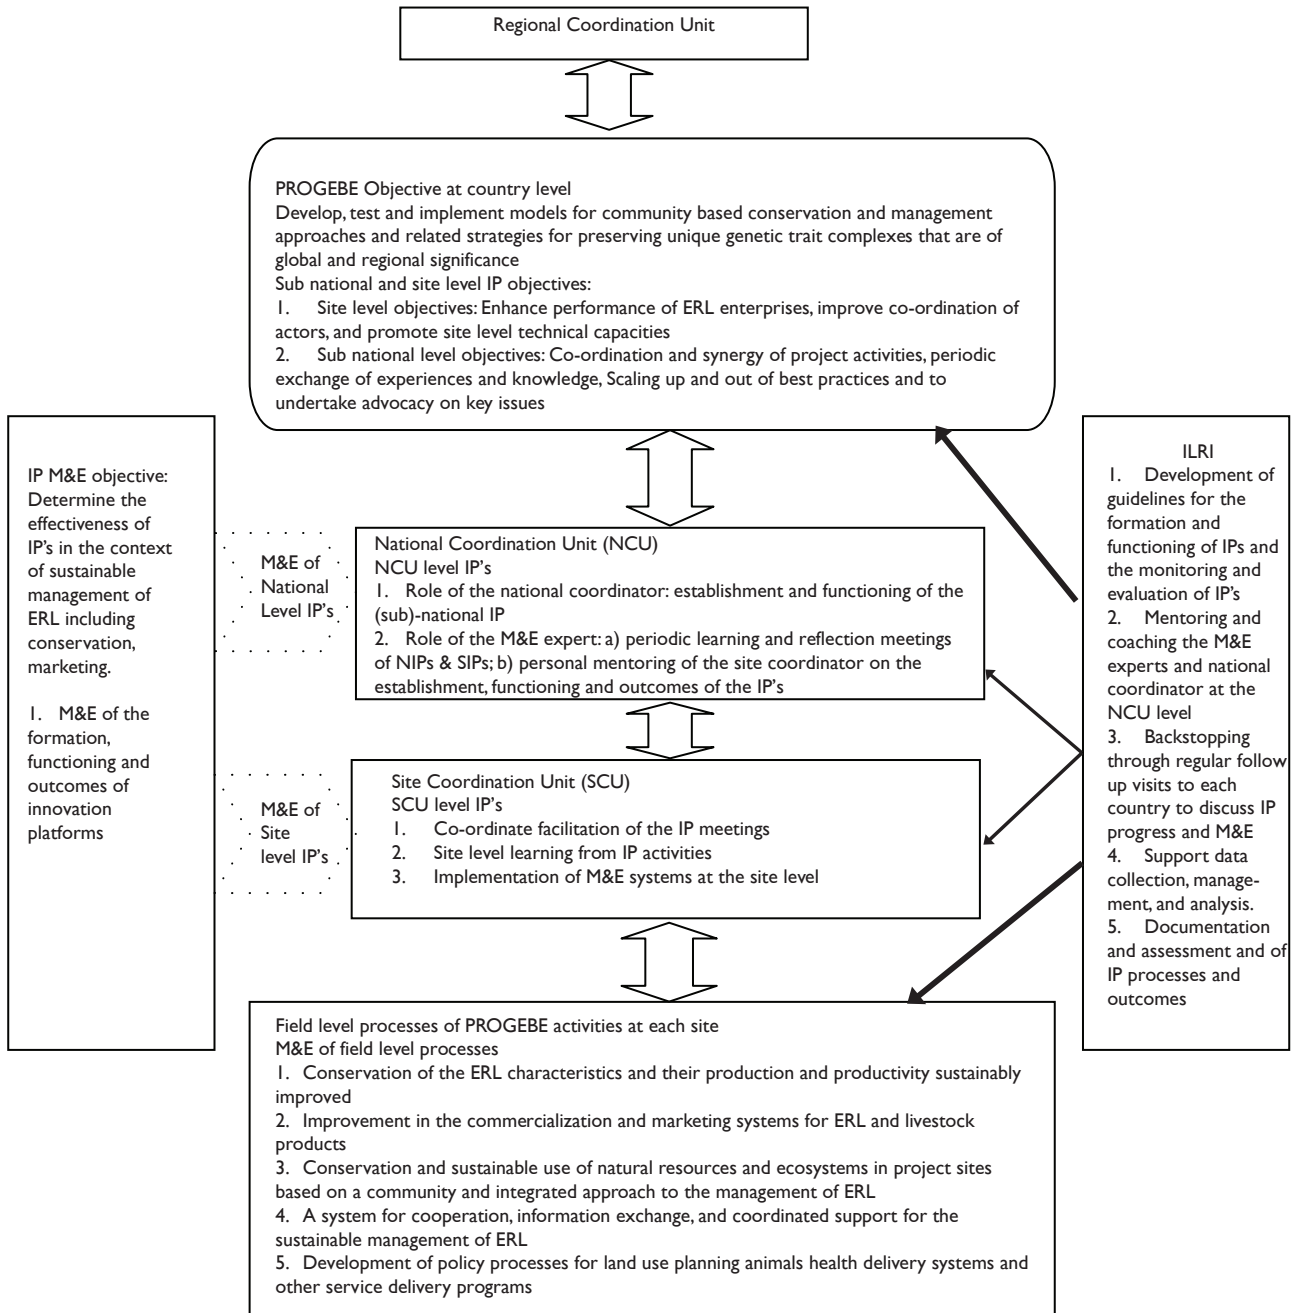 Regional Coordination Unit
PROGEBE Objective at country level
Develop, test and implement models for community based conservation and management
approaches and related strategies for preserving unique genetic trait complexes that are of
global and regional significance
Sub national and site level IP objectives:
1. Site level objectives: Enhance performance of ERL enterprises, improve co-ordination of
actors, and promote site level technical capacities
2. Sub national level objectives: Co-ordination and synergy of project activities, periodic
exchange of experiences and knowledge, Scaling up and out of best practices and to
undertake advocacy on key issues
IP M&E objective:
Determine the
effectiveness of
IP's in the context
of sustainable
management of
ERL including
conservation,
marketing.
1. M&E of the
formation,
functioning and
outcomes of
innovation
platforms
M&E of
National
Level IP's
National Coordination Unit (NCU)
NCU level IP's
1. Role of the national coordinator: establishment and functioning of the
(sub)-national IP
2. Role of the M&E expert: a) periodic learning and reflection meetings
of NIPs & SIPs; b) personal mentoring of the site coordinator on the
establishment, functioning and outcomes of the IP's
M&E of
Site
level IP's
Site Coordination Unit (SCU)
SCU level IP's
1. Co-ordinate facilitation of the IP meetings
2. Site level learning from IP activities
3. Implementation of M&E systems at the site level
ILRI
1. Development of
guidelines for the
formation and
functioning of IPs and
the monitoring and
evaluation of IP's
2. Mentoring and
coaching the M&E
experts and national
coordinator at the
NCU level
3. Backstopping
through regular follow
up visits to each
country to discuss IP
progress and M&E
4. Support data
collection, manage-
ment, and analysis.
5. Documentation
and assessment and of
IP processes and
outcomes
Field level processes of PROGEBE activities at each site
M&E of field level processes
1. Conservation of the ERL characteristics and their production and productivity sustainably
improved
2. Improvement in the commercialization and marketing systems for ERL and livestock
products
3. Conservation and sustainable use of natural resources and ecosystems in project sites
based on a community and integrated approach to the management of ERL
4. A system for cooperation, information exchange, and coordinated support for the
sustainable management of ERL
5. Development of policy processes for land use planning animals health delivery systems and
other service delivery programs